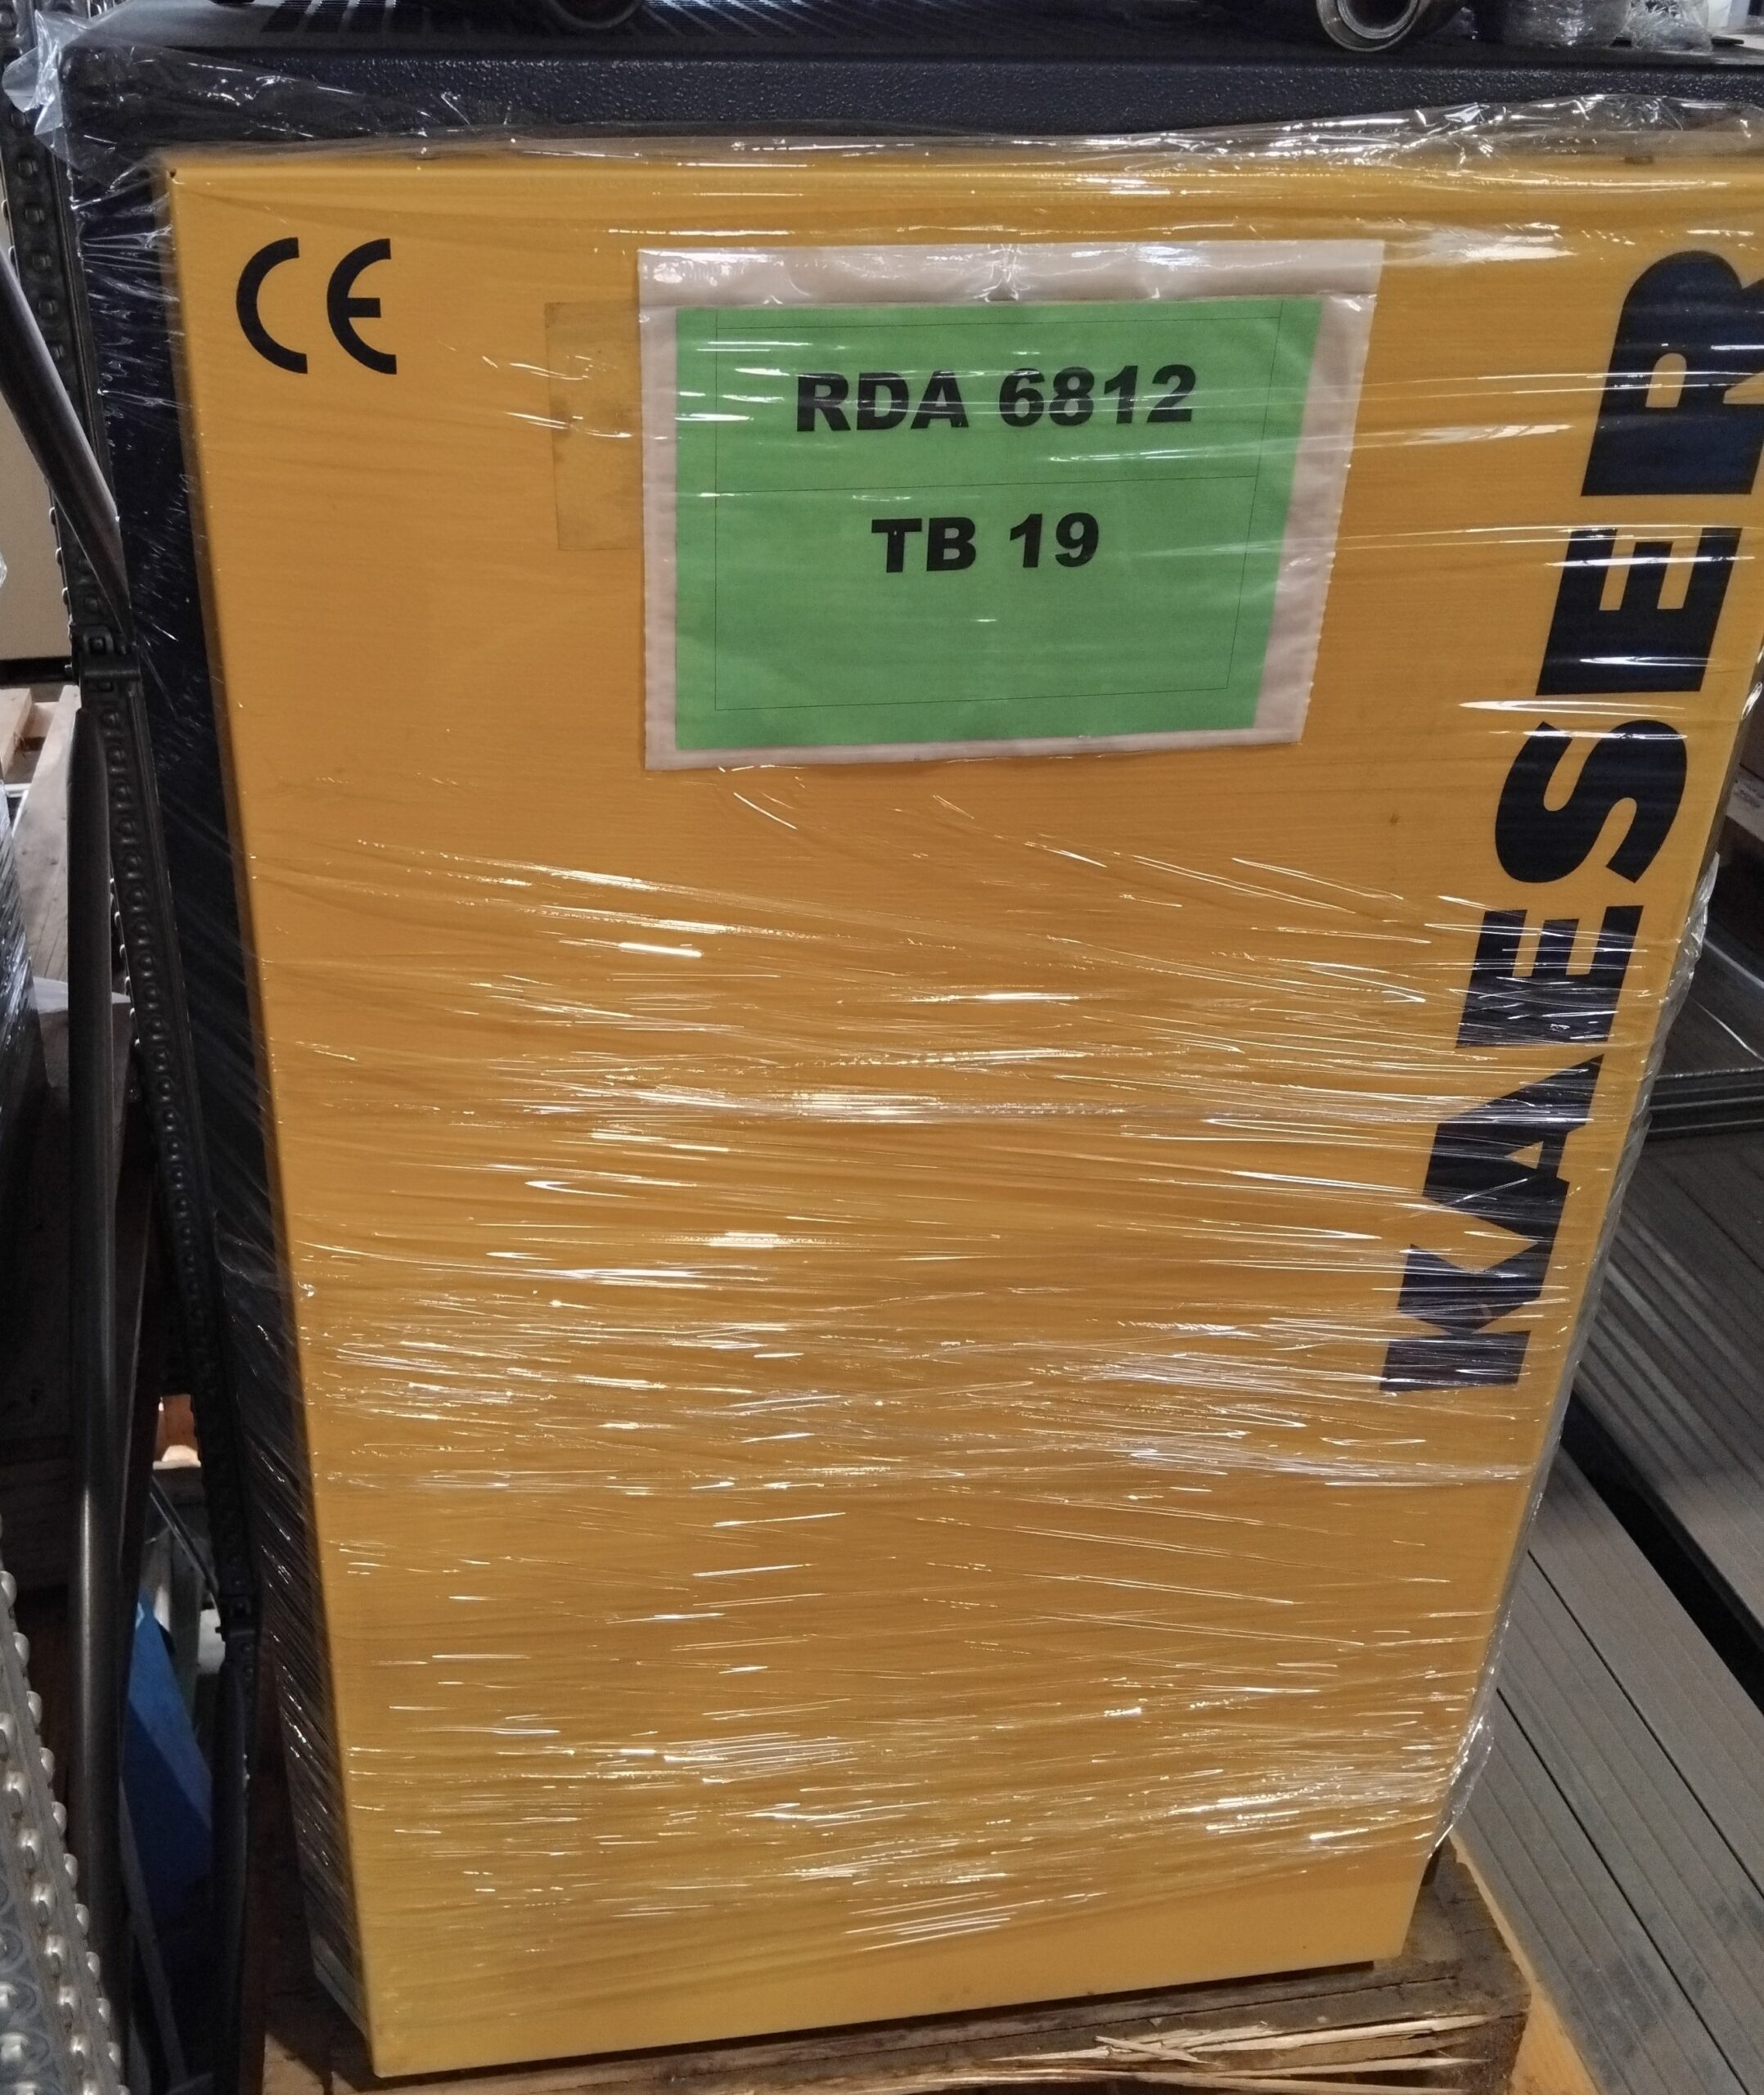 CE
RDA 6812
TB 19
KAESER